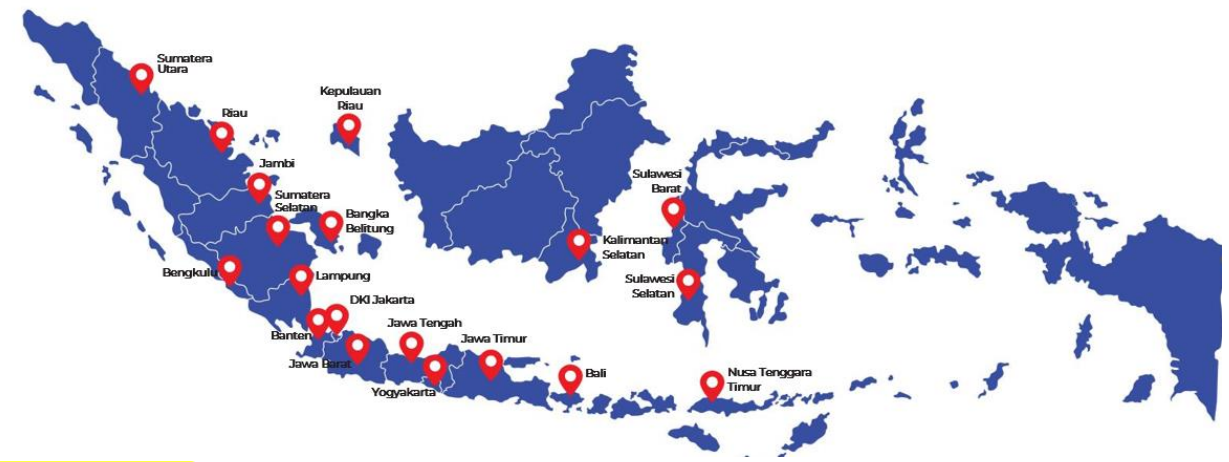 Sumatera
Utara
Riau
Kepulauan
Riau
Jambi
Sumatera
Selatan
Bangka
Belitung
Sulawesi
Barat
Kalimantan
Selatan
Bengkulu
Lampung
Sulawesi
Selatan
DKI Jakarta
Banten
Jawa Tengah
Jawa Timur
Jawa Barat
Yogyakarta
Bali
Nusa Tenggara
Timur